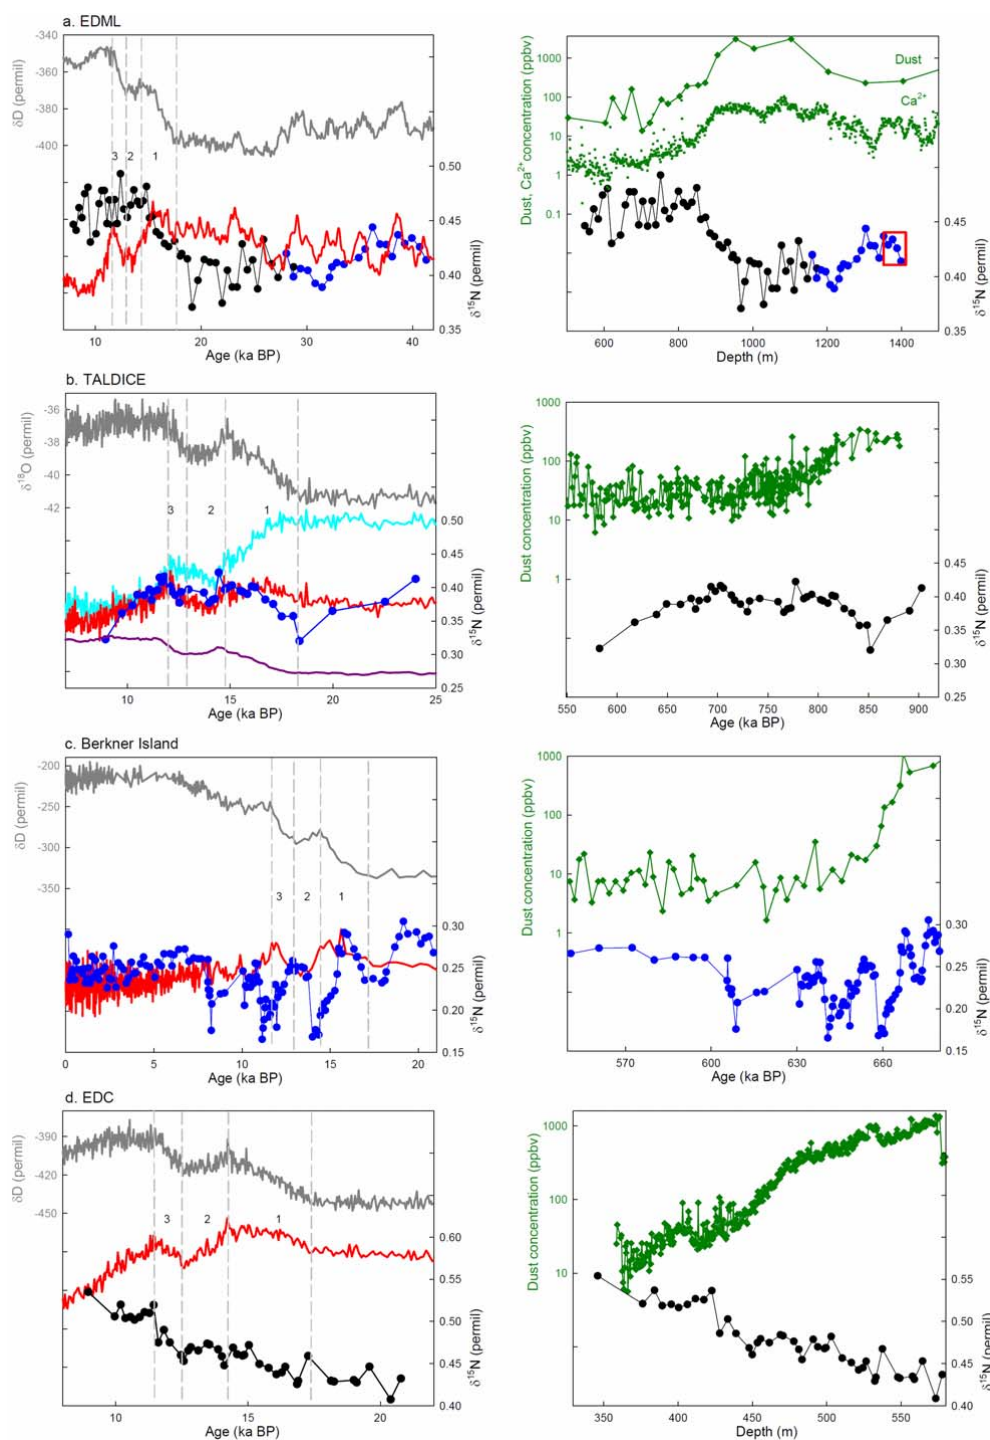 a. EDML
-340
-360
-380
-400
δD (permil)
3 2 1
0.50
0.45
0.40
0.35
δ¹⁵N (permil)
10 20 30 40
Age (ka BP)
1000
100
10
1
0.1
Dust, Ca²⁺ concentration (ppbv)
Dust
Ca²⁺
0.45
0.40
0.35
δ¹⁵N (permil)
600 800 1000 1200 1400
Depth (m)
b. TALDICE
-36
-38
-40
-42
δ¹⁸O (permil)
3 2 1
0.50
0.45
0.40
0.35
0.30
0.25
δ¹⁵N (permil)
10 15 20 25
Age (ka BP)
1000
100
10
1
Dust concentration (ppbv)
0.45
0.40
0.35
0.30
0.25
δ¹⁵N (permil)
550 600 650 700 750 800 850 900
Age (ka BP)
c. Berkner Island
-200
-250
-300
-350
δD (permil)
3 2 1
0.30
0.25
0.20
0.15
δ¹⁵N (permil)
0 5 10 15 20
Age (ka BP)
1000
100
10
1
Dust concentration (ppbv)
0.30
0.25
0.20
0.15
δ¹⁵N (permil)
570 600 630 660
Age (ka BP)
d. EDC
-390
-420
-450
δD (permil)
3 2 1
0.60
0.55
0.50
0.45
0.40
δ¹⁵N (permil)
10 15 20
Age (ka BP)
1000
100
10
Dust concentration (ppbv)
0.55
0.50
0.45
0.40
δ¹⁵N (permil)
346 400 450 500 550
Depth (m)